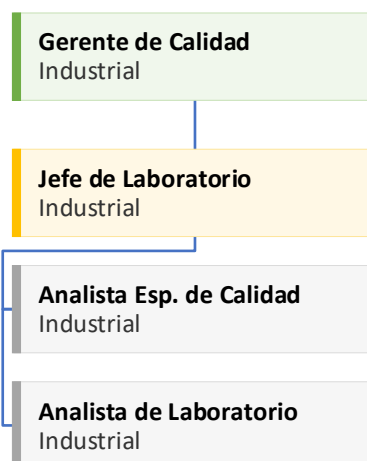 Gerente de Calidad
Industrial
Jefe de Laboratorio
Industrial
Analista Esp. de Calidad
Industrial
Analista de Laboratorio
Industrial